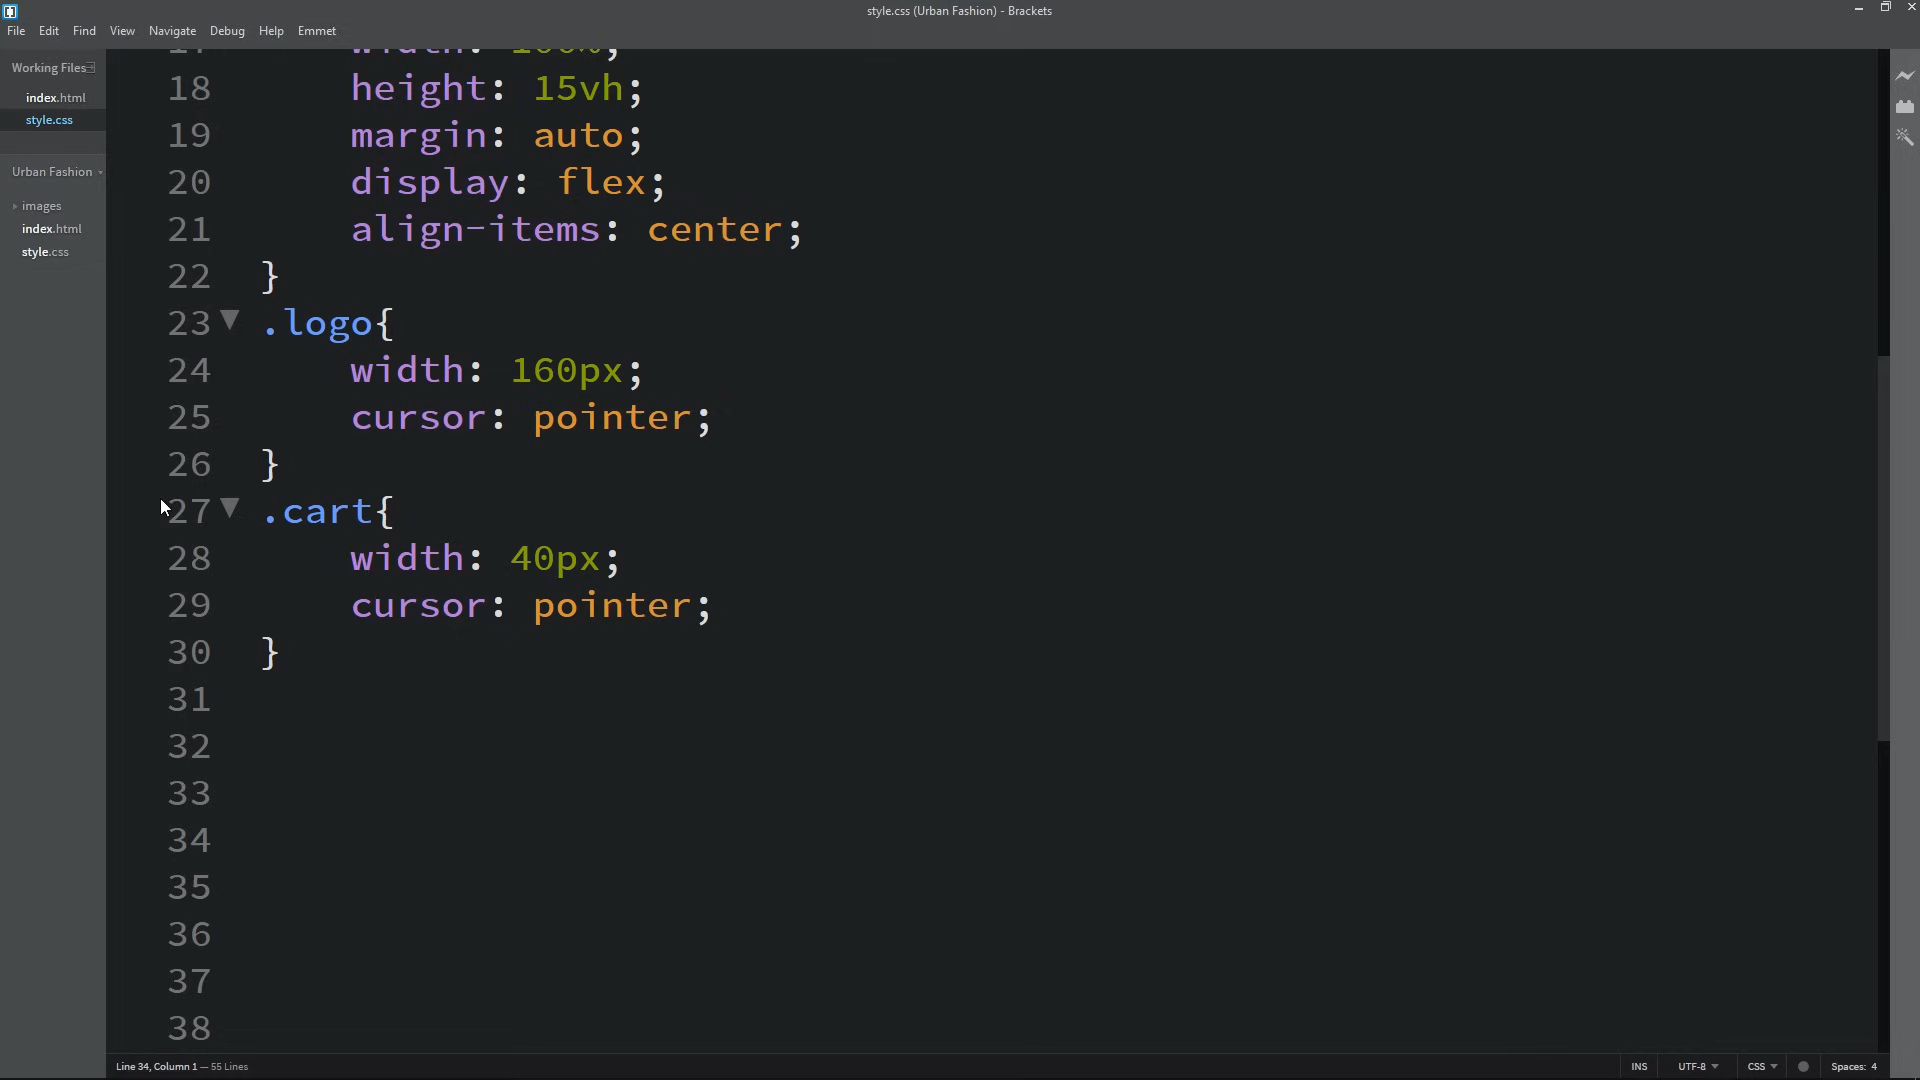 style.css (Urban Fashion) - Brackets
File Edit Find View Navigate Debug Help Emmet
Working Files
index.html
style.css
Urban Fashion
images
index.html
style.css
17 width: 100%;
18 height: 15vh;
19 margin: auto;
20 display: flex;
21 align-items: center;
22 }
23 .logo{
24 width: 160px;
25 cursor: pointer;
26 }
27 .cart{
28 width: 40px;
29 cursor: pointer;
30 }
31
32
33
34
35
36
37
38
Line 34, Column 1 — 55 Lines
INS UTF-8 CSS Spaces: 4